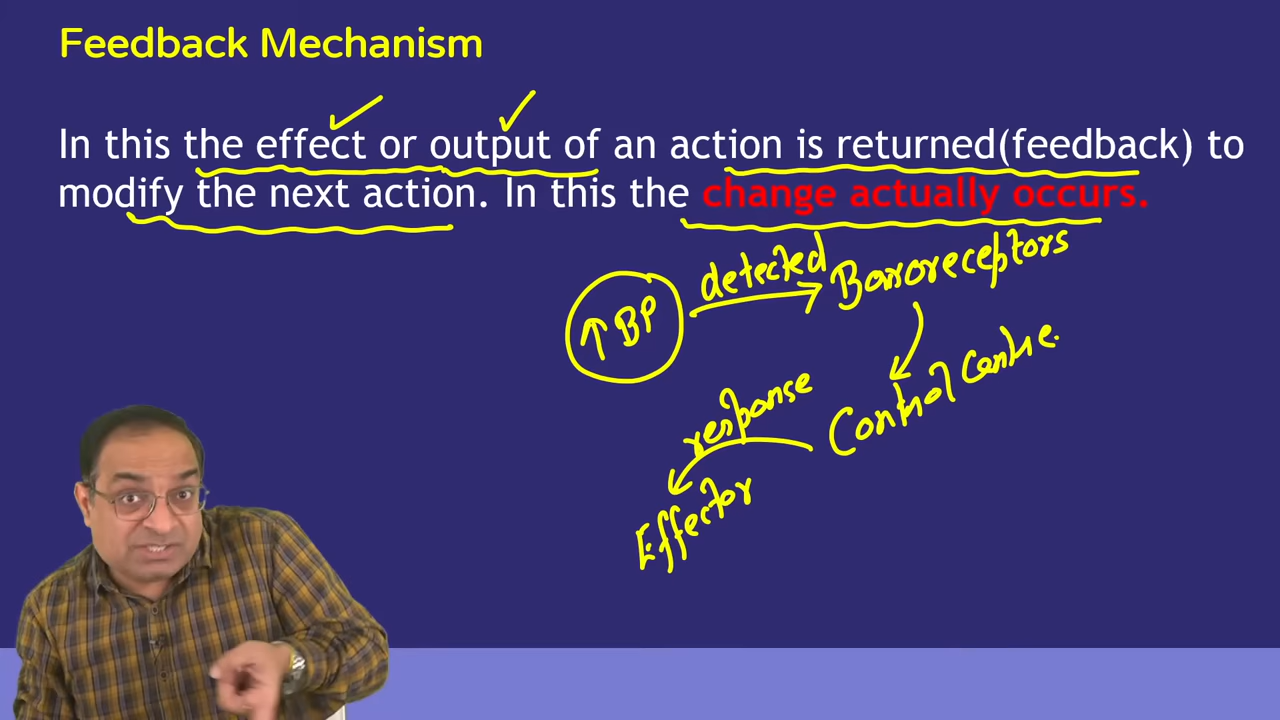 Feedback Mechanism
In this the effect or output of an action is returned(feedback) to
modify the next action. In this the change actually occurs.
↑BP
detected
Baroreceptors
Control Centre.
response
Effector